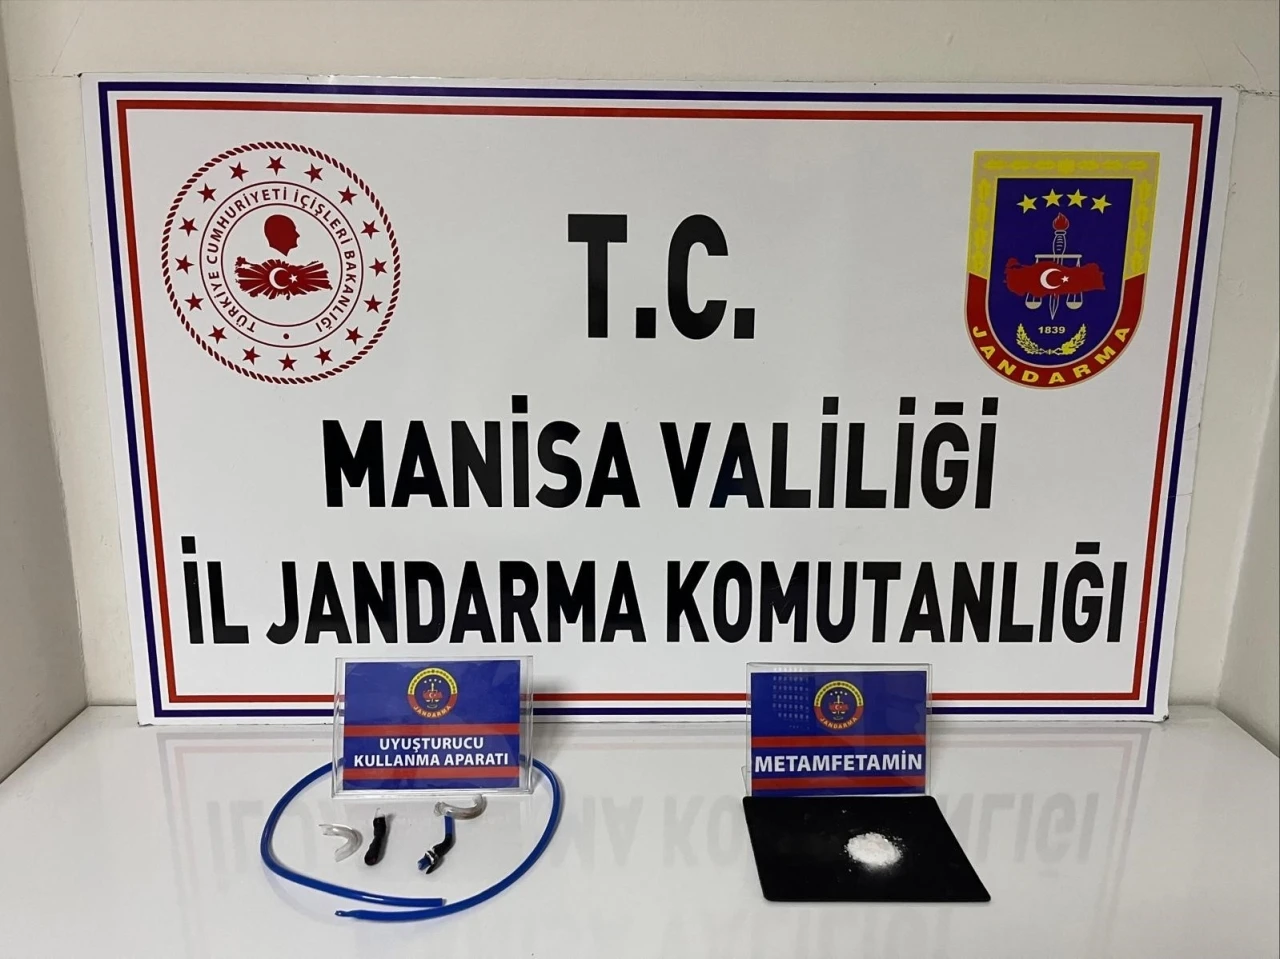 TÜRKİYE CUMHURİYETİ İÇİŞLERİ BAKANLIĞI
1839
JANDARMA
T.C.
MANİSA VALİLİĞİ
İL JANDARMA KOMUTANLIĞI
JANDARMA
UYUŞTURUCU
KULLANMA APARATI
JANDARMA
METAMFETAMİN